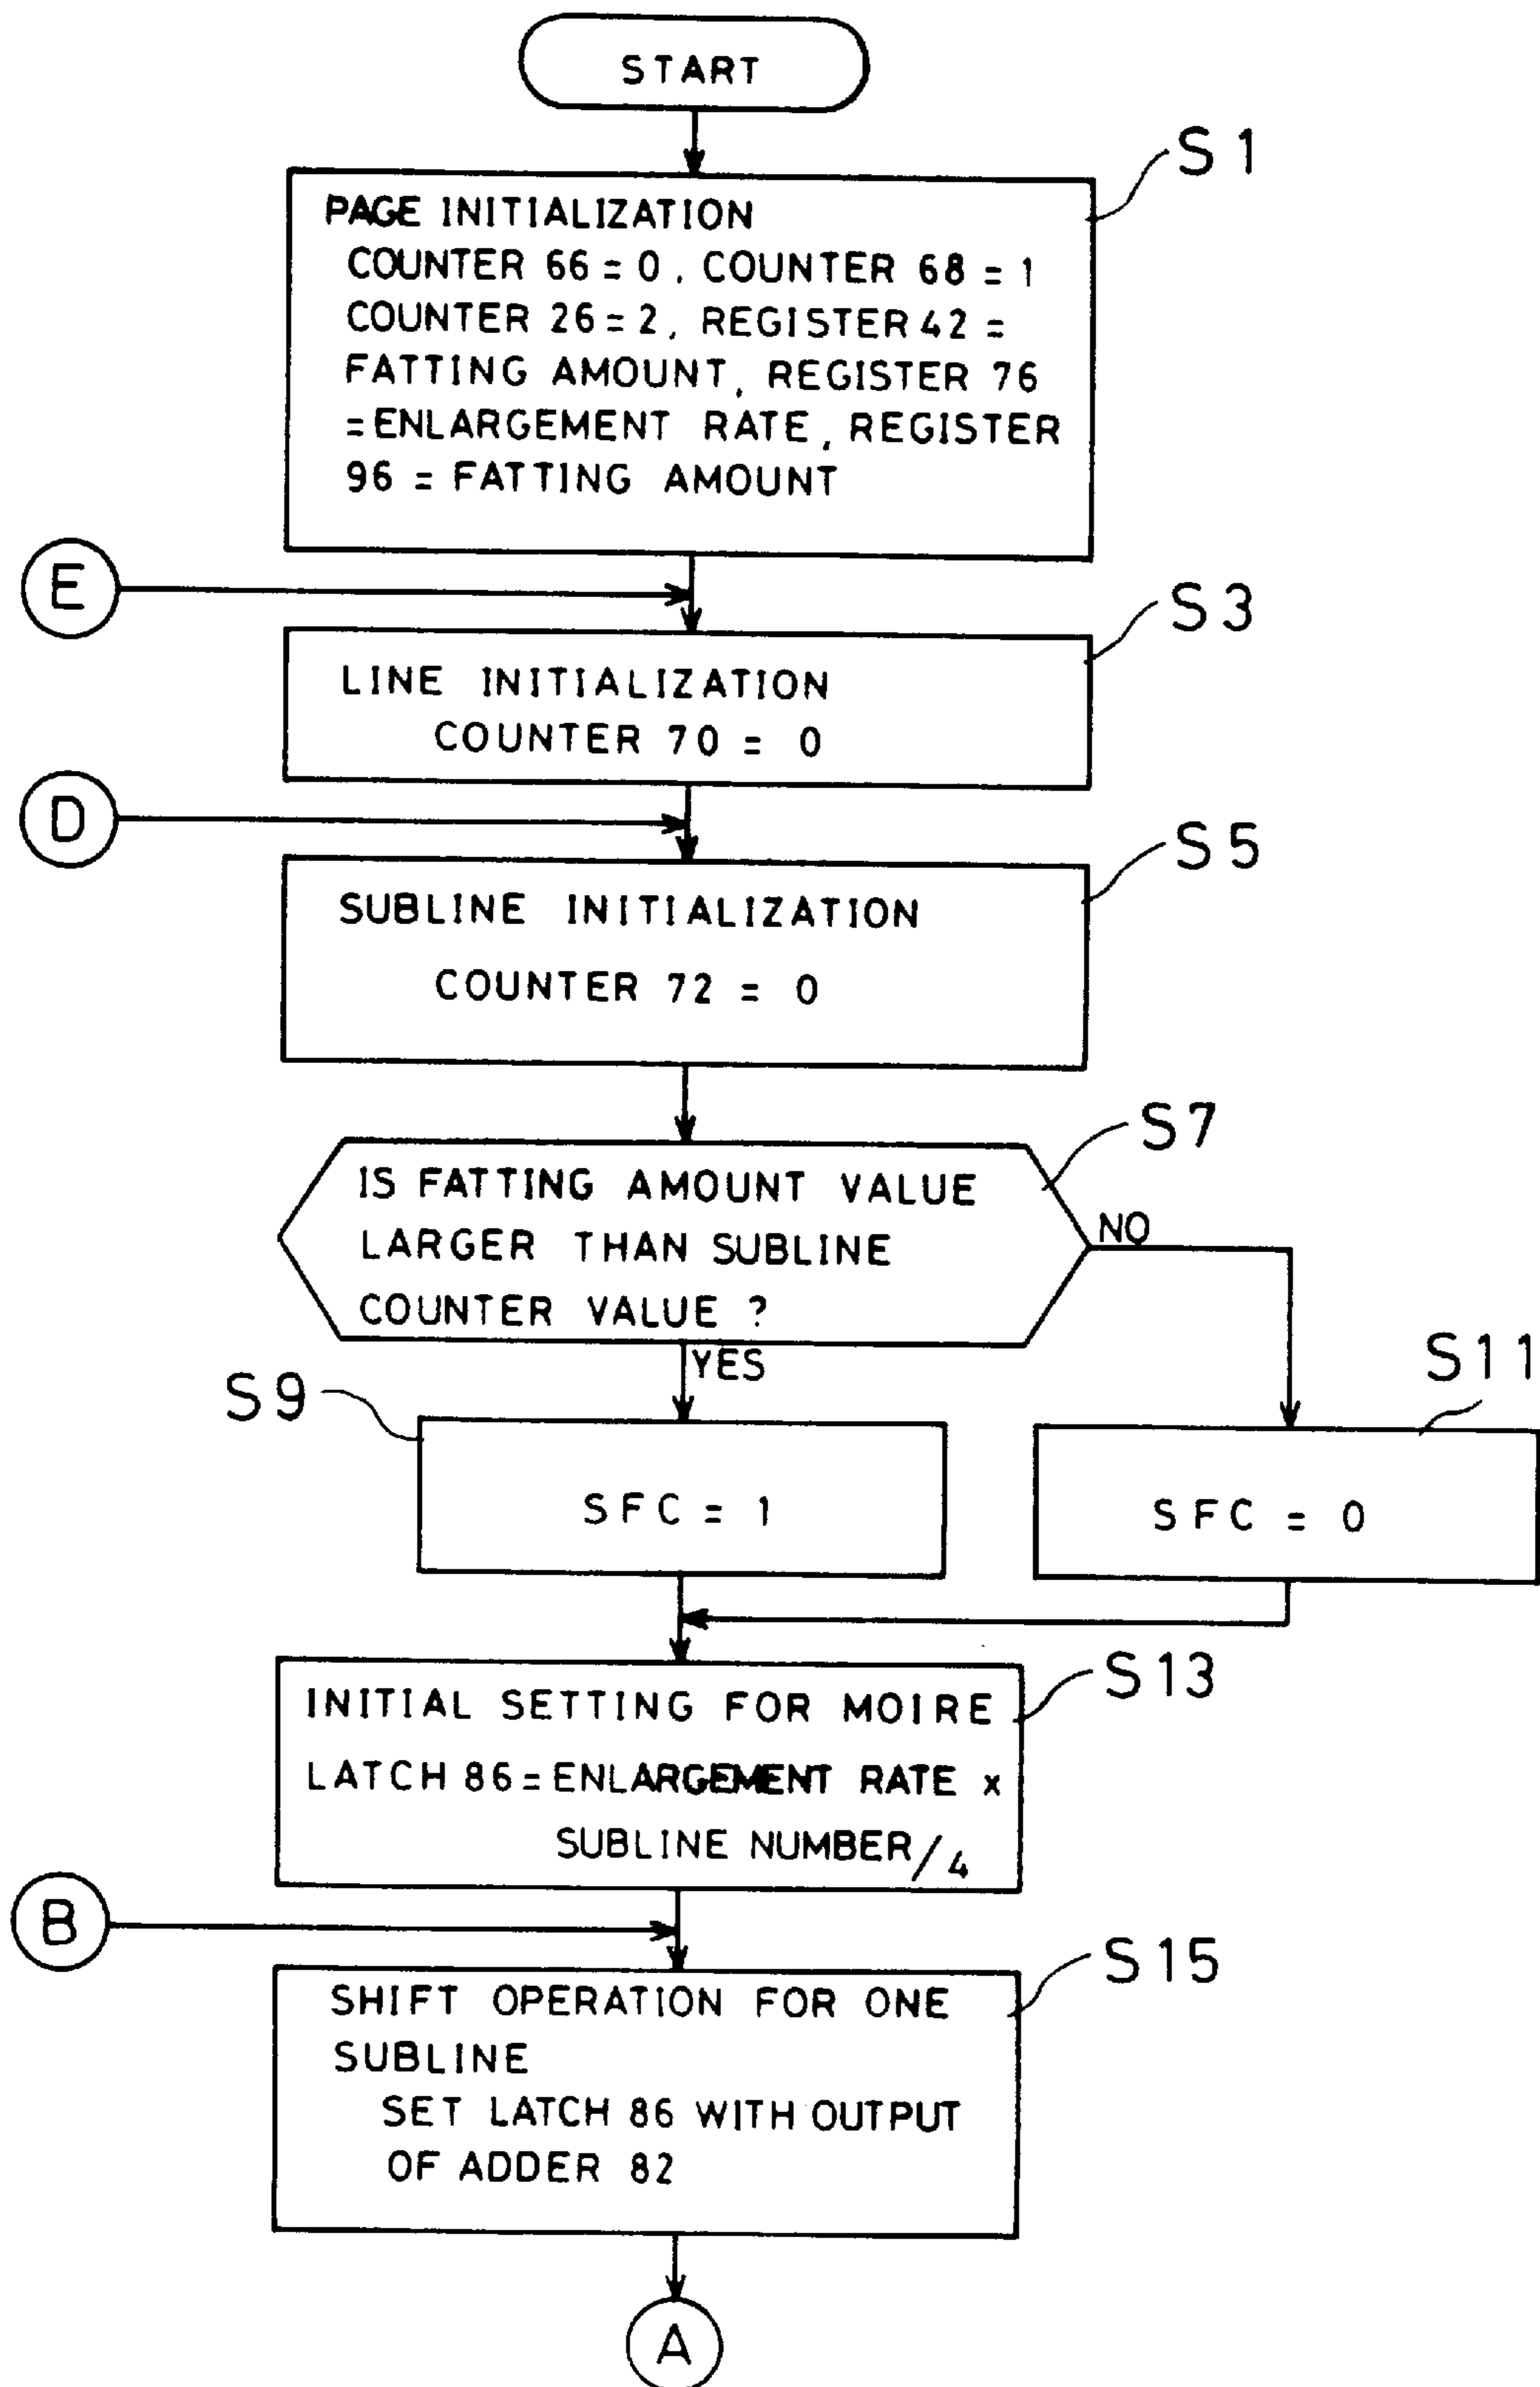 START
S1
PAGE INITIALIZATION
COUNTER 66 = 0, COUNTER 68 = 1
COUNTER 26 = 2, REGISTER 42 =
FATTING AMOUNT, REGISTER 76
= ENLARGEMENT RATE, REGISTER
96 = FATTING AMOUNT
E
S3
LINE INITIALIZATION
COUNTER 70 = 0
D
S5
SUBLINE INITIALIZATION
COUNTER 72 = 0
S7
IS FATTING AMOUNT VALUE
LARGER THAN SUBLINE
COUNTER VALUE ?
NO
YES
S9
S11
SFC = 1
SFC = 0
S13
INITIAL SETTING FOR MOIRE
LATCH 86 = ENLARGEMENT RATE x
SUBLINE NUMBER/4
B
S15
SHIFT OPERATION FOR ONE
SUBLINE
SET LATCH 86 WITH OUTPUT
OF ADDER 82
A